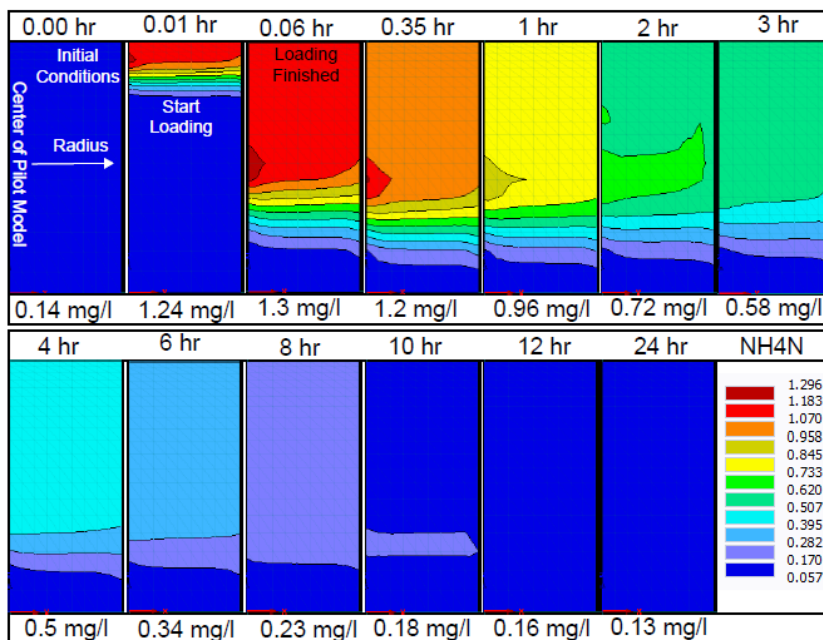 0.00 hr 0.01 hr 0.06 hr 0.35 hr 1 hr 2 hr 3 hr
Initial
Conditions
Center of Pilot Model
Radius
Start
Loading
Loading
Finished
0.14 mg/l 1.24 mg/l 1.3 mg/l 1.2 mg/l 0.96 mg/l 0.72 mg/l 0.58 mg/l
4 hr 6 hr 8 hr 10 hr 12 hr 24 hr NH4N
1.296
1.183
1.070
0.958
0.845
0.733
0.620
0.507
0.395
0.282
0.170
0.057
0.5 mg/l 0.34 mg/l 0.23 mg/l 0.18 mg/l 0.16 mg/l 0.13 mg/l